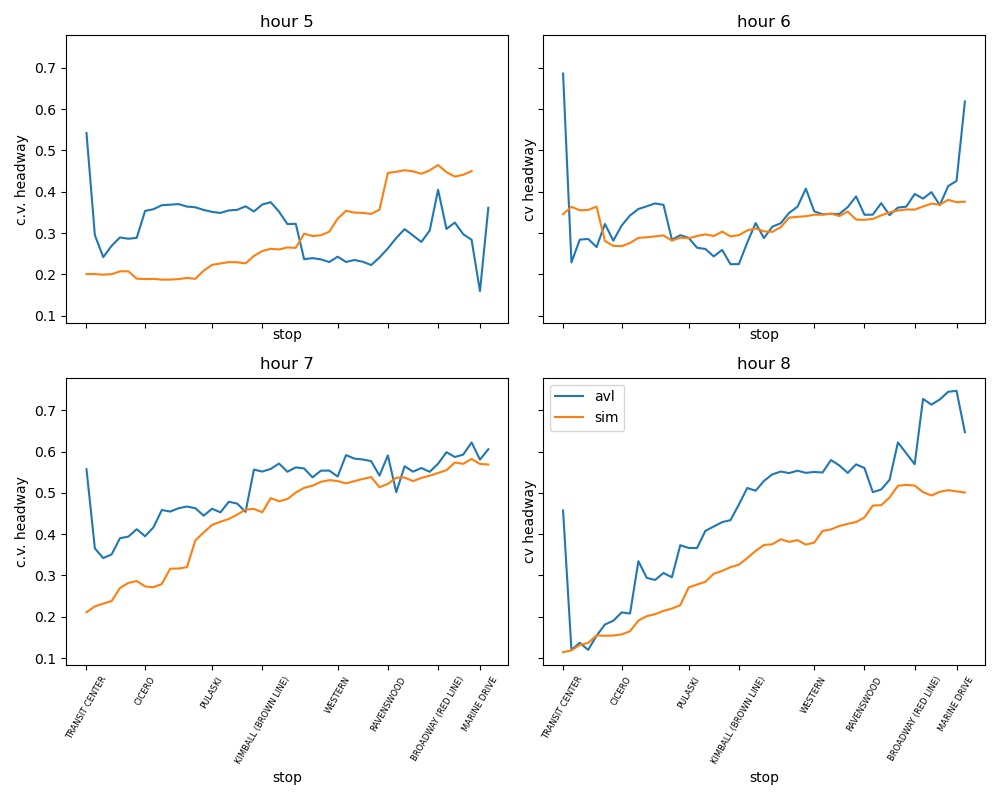 hour 5
hour 6
0.7
0.6
0.5
0.4
0.3
0.2
0.1
c.v. headway
cv headway
stop
stop
hour 7
hour 8
0.7
0.6
0.5
0.4
0.3
0.2
0.1
c.v. headway
cv headway
avl
sim
TRANSIT CENTER
CICERO
PULASKI
KIMBALL (BROWN LINE)
WESTERN
RAVENSWOOD
BROADWAY (RED LINE)
MARINE DRIVE
TRANSIT CENTER
CICERO
PULASKI
KIMBALL (BROWN LINE)
WESTERN
RAVENSWOOD
BROADWAY (RED LINE)
MARINE DRIVE
stop
stop